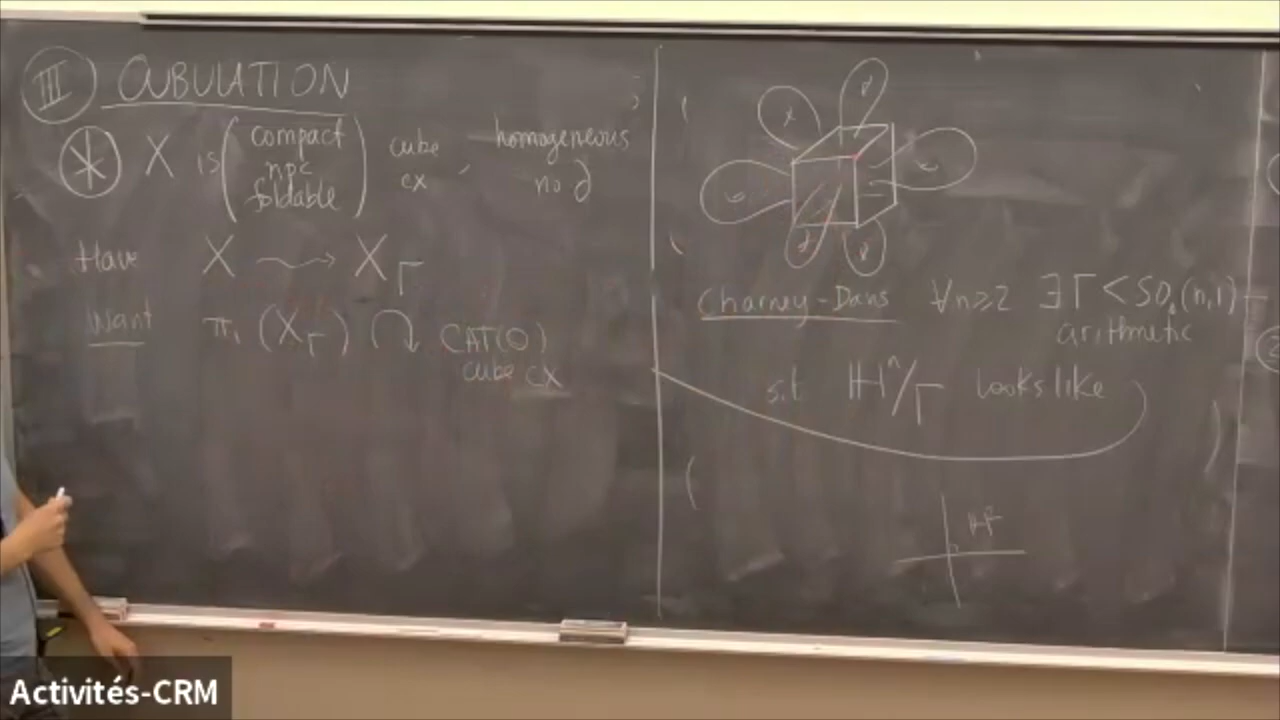 III CUBULATION
* X is (compact npc foldable) cube cx, homogeneous no ∂
Have X ⇝ X_Γ
Want π₁(X_Γ) ↷ CAT(0) cube cx
Charney-Davis ∀n≥2 ∃Γ < SO₀(n,1)
arithmetic
s.t ℍⁿ/Γ looks like
Activités-CRM